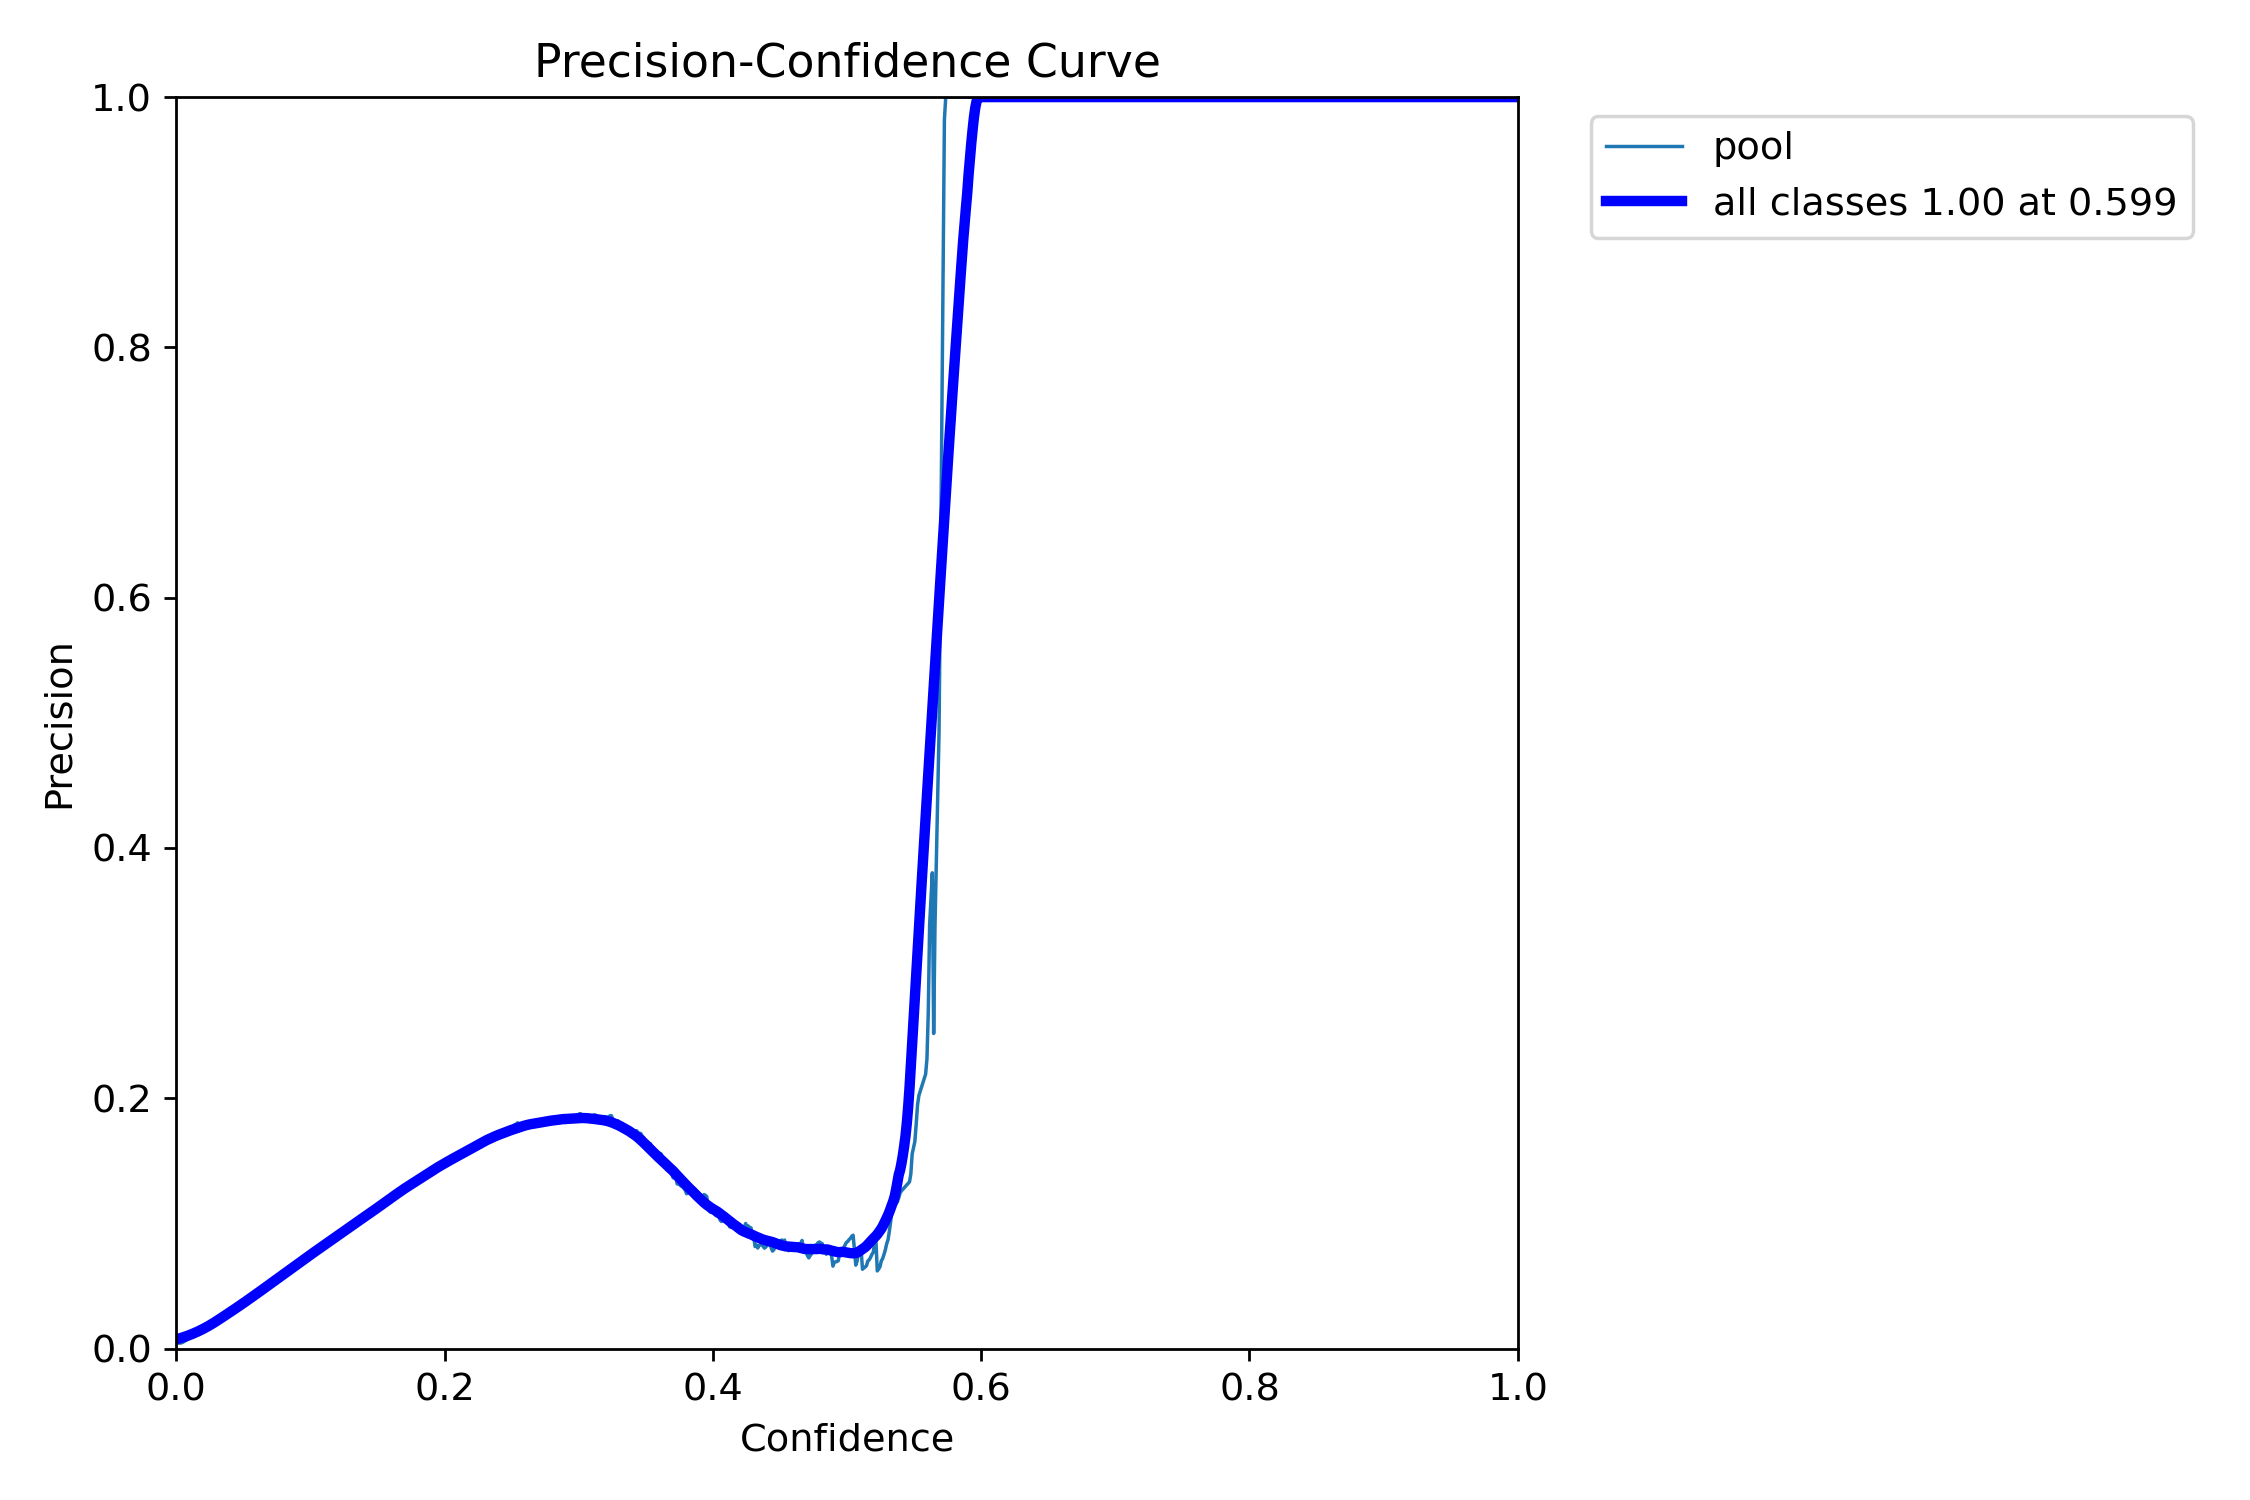 Precision-Confidence Curve
1.0
0.8
0.6
0.4
0.2
0.0
Precision
0.0 0.2 0.4 0.6 0.8 1.0
Confidence
pool
all classes 1.00 at 0.599